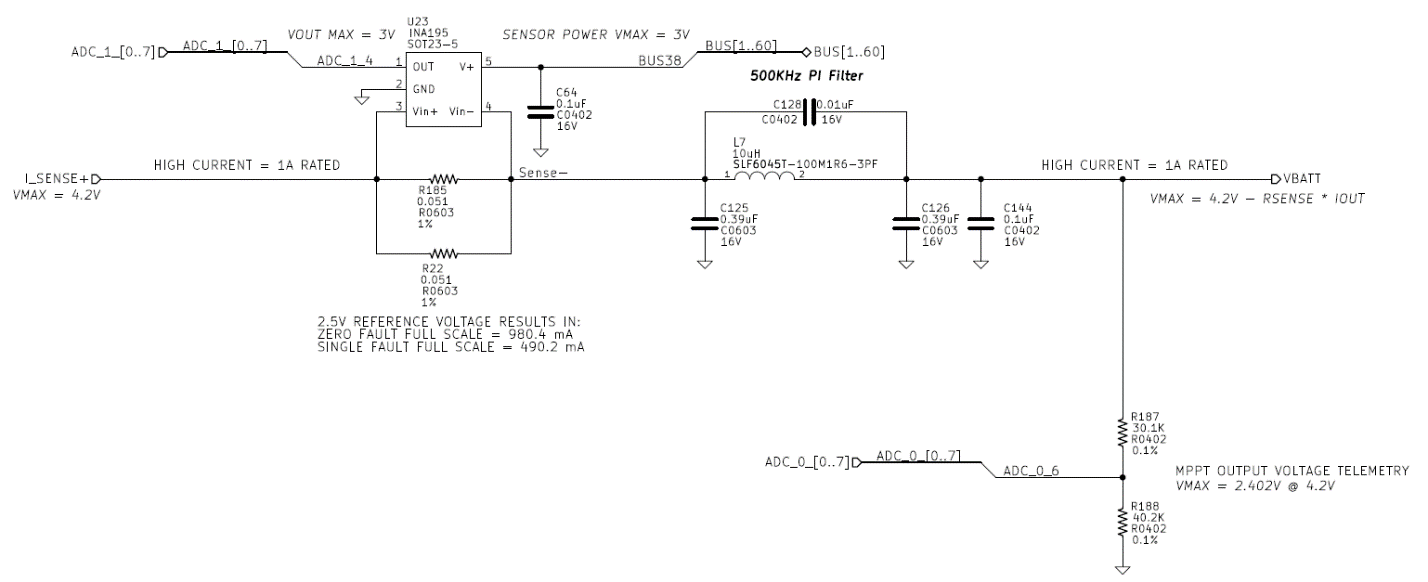 U23
INA195
SOT23-5
VOUT MAX = 3V
SENSOR POWER VMAX = 3V
ADC_1_[0..7]
ADC_1_[0..7]
ADC_1_4
1
OUT
V+
5
BUS38
BUS[1..60]
BUS[1..60]
500KHz PI Filter
2
GND
3
Vin+
Vin-
4
C64
0.1uF
C0402
16V
C128
0.01uF
C0402
16V
L7
10uH
SLF6045T-100M1R6-3PF
1
2
HIGH CURRENT = 1A RATED
Sense-
HIGH CURRENT = 1A RATED
I_SENSE+
VMAX = 4.2V
VBATT
VMAX = 4.2V - RSENSE * IOUT
R185
0.051
R0603
1%
C125
0.39uF
C0603
16V
C126
0.39uF
C0603
16V
C144
0.1uF
C0402
16V
R22
0.051
R0603
1%
2.5V REFERENCE VOLTAGE RESULTS IN:
ZERO FAULT FULL SCALE = 980.4 mA
SINGLE FAULT FULL SCALE = 490.2 mA
R187
30.1K
R0402
0.1%
ADC_0_[0..7]
ADC_0_[0..7]
ADC_0_6
MPPT OUTPUT VOLTAGE TELEMETRY
VMAX = 2.402V @ 4.2V
R188
40.2K
R0402
0.1%